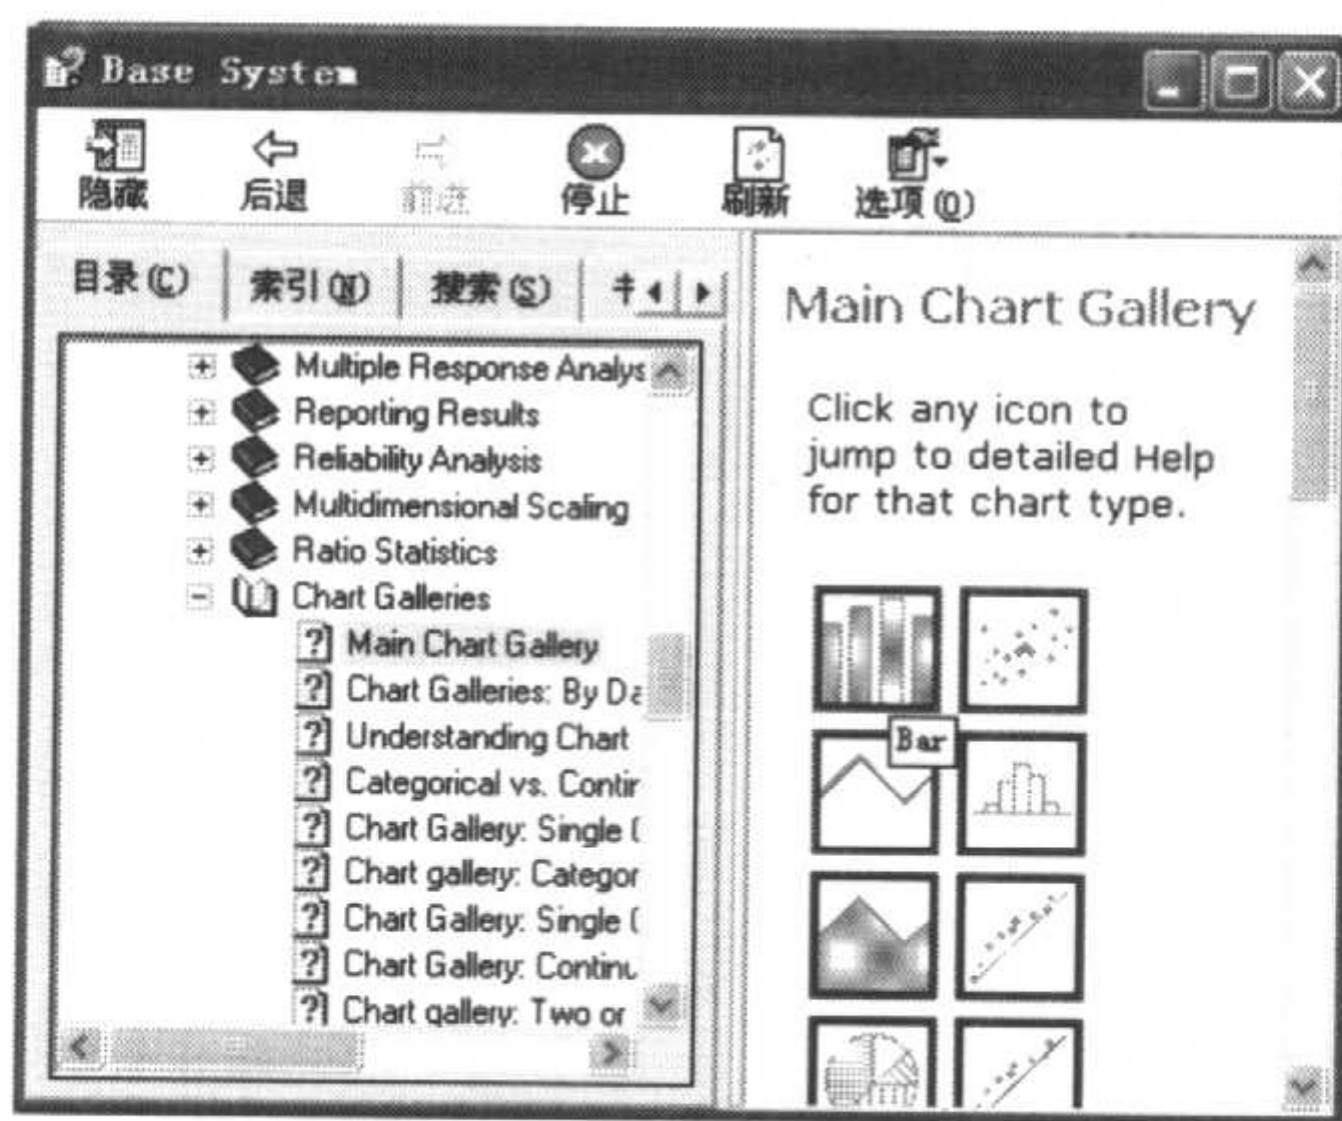 Base System
隐藏 后退 前进 停止 刷新 选项(O)
目录(C) 索引(N) 搜索(S)
Multiple Response Analys
Reporting Results
Reliability Analysis
Multidimensional Scaling
Ratio Statistics
Chart Galleries
Main Chart Gallery
Chart Galleries: By Da
Understanding Chart
Categorical vs. Contin
Chart Gallery: Single C
Chart gallery: Categor
Chart Gallery: Single C
Chart Gallery: Continu
Chart gallery: Two or
Main Chart Gallery
Click any icon to
jump to detailed Help
for that chart type.
Bar